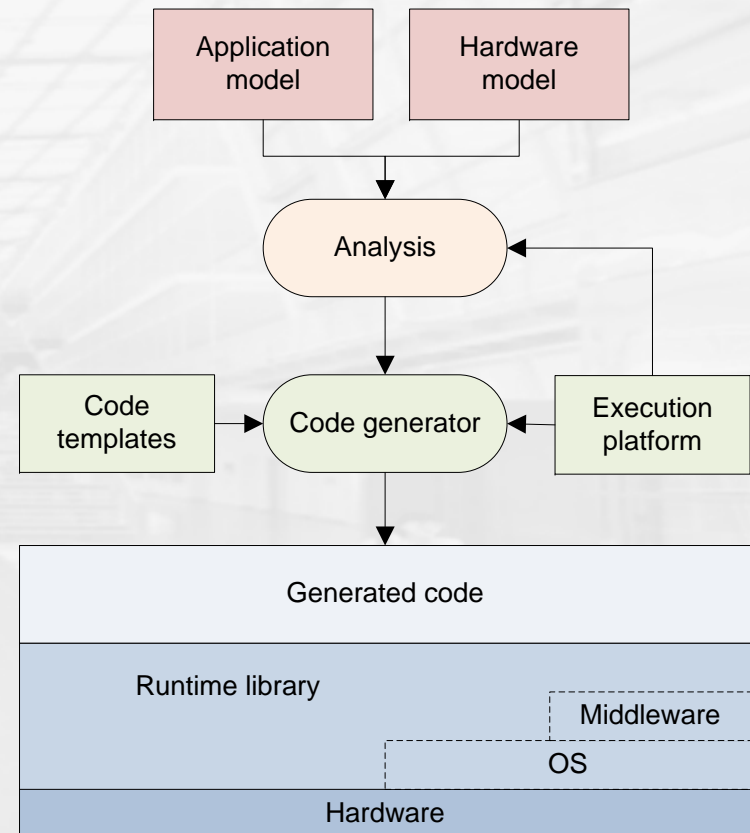 Application
model
Hardware
model
Analysis
Code
templates
Code generator
Execution
platform
Generated code
Runtime library
Middleware
OS
Hardware